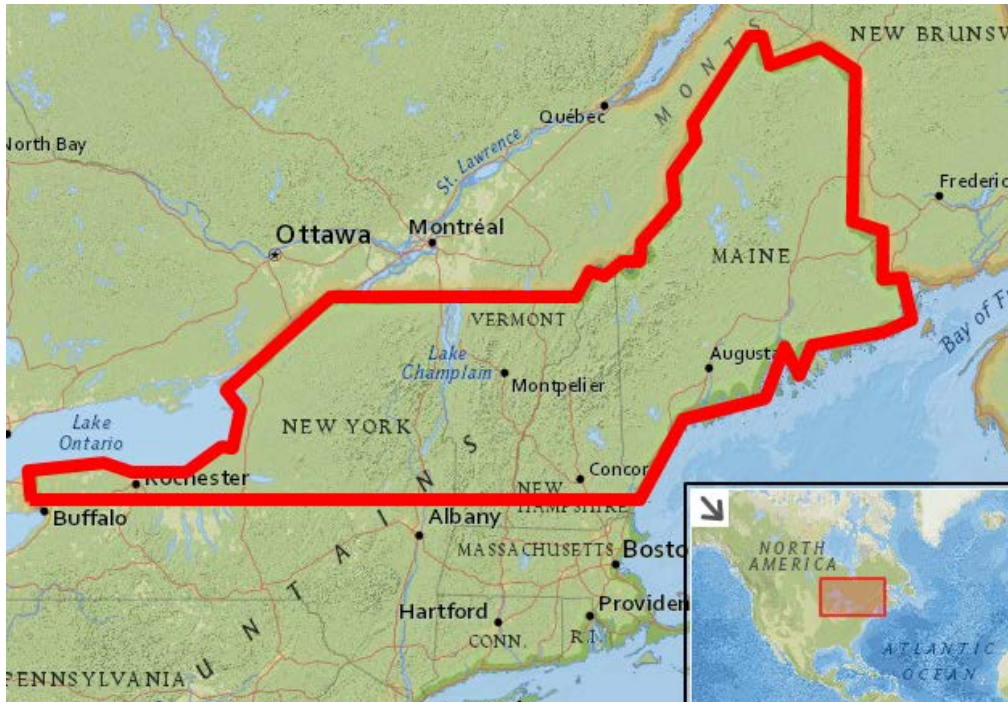 NEW BRUNSW
MONTS
Québec
North Bay
St. Lawrence
Frederic
Ottawa
Montréal
MAINE
VERMONT
Bay of F
Lake
Champlain
Augusta
Montpelier
Lake
Ontario
NEW YORK
Rochester
Concor
NEW
HAMPSHIRE
Buffalo
Albany
MASSACHUSETTS
Bosto
Hartford
Providen
CONN.
R.I.
PENNSYLVANIA
UNTAINS
NORTH
AMERICA
ATLANTIC
OCEAN